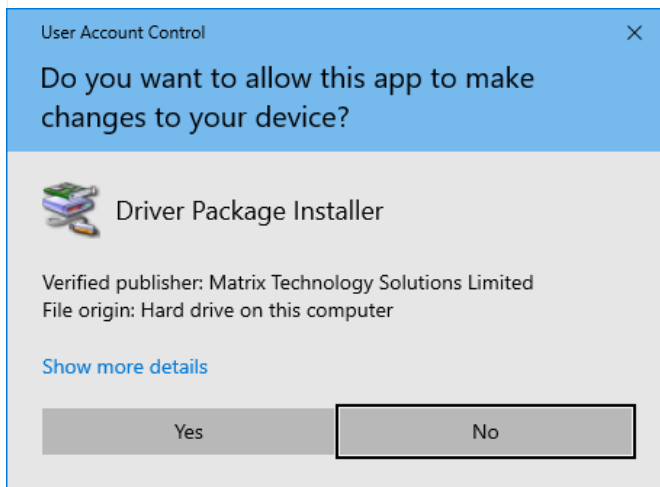 User Account Control
Do you want to allow this app to make
changes to your device?
Driver Package Installer
Verified publisher: Matrix Technology Solutions Limited
File origin: Hard drive on this computer
Show more details
Yes
No